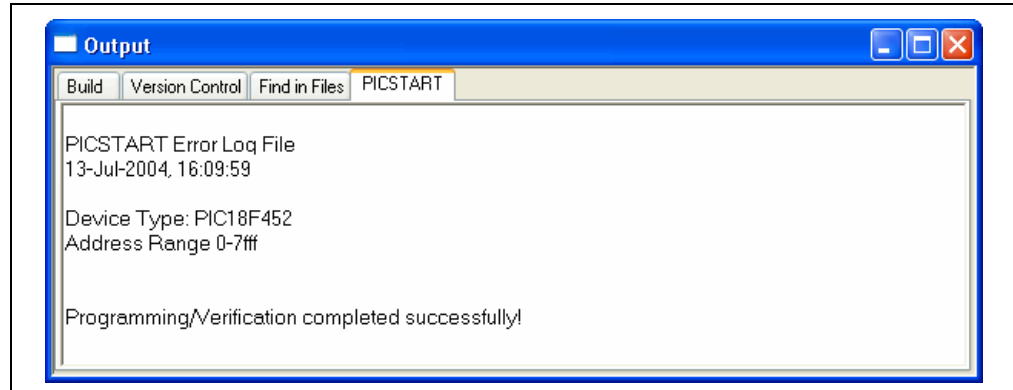 Output
Build Version Control Find in Files PICSTART
PICSTART Error Log File
13-Jul-2004, 16:09:59
Device Type: PIC18F452
Address Range 0-7fff
Programming/Verification completed successfully!